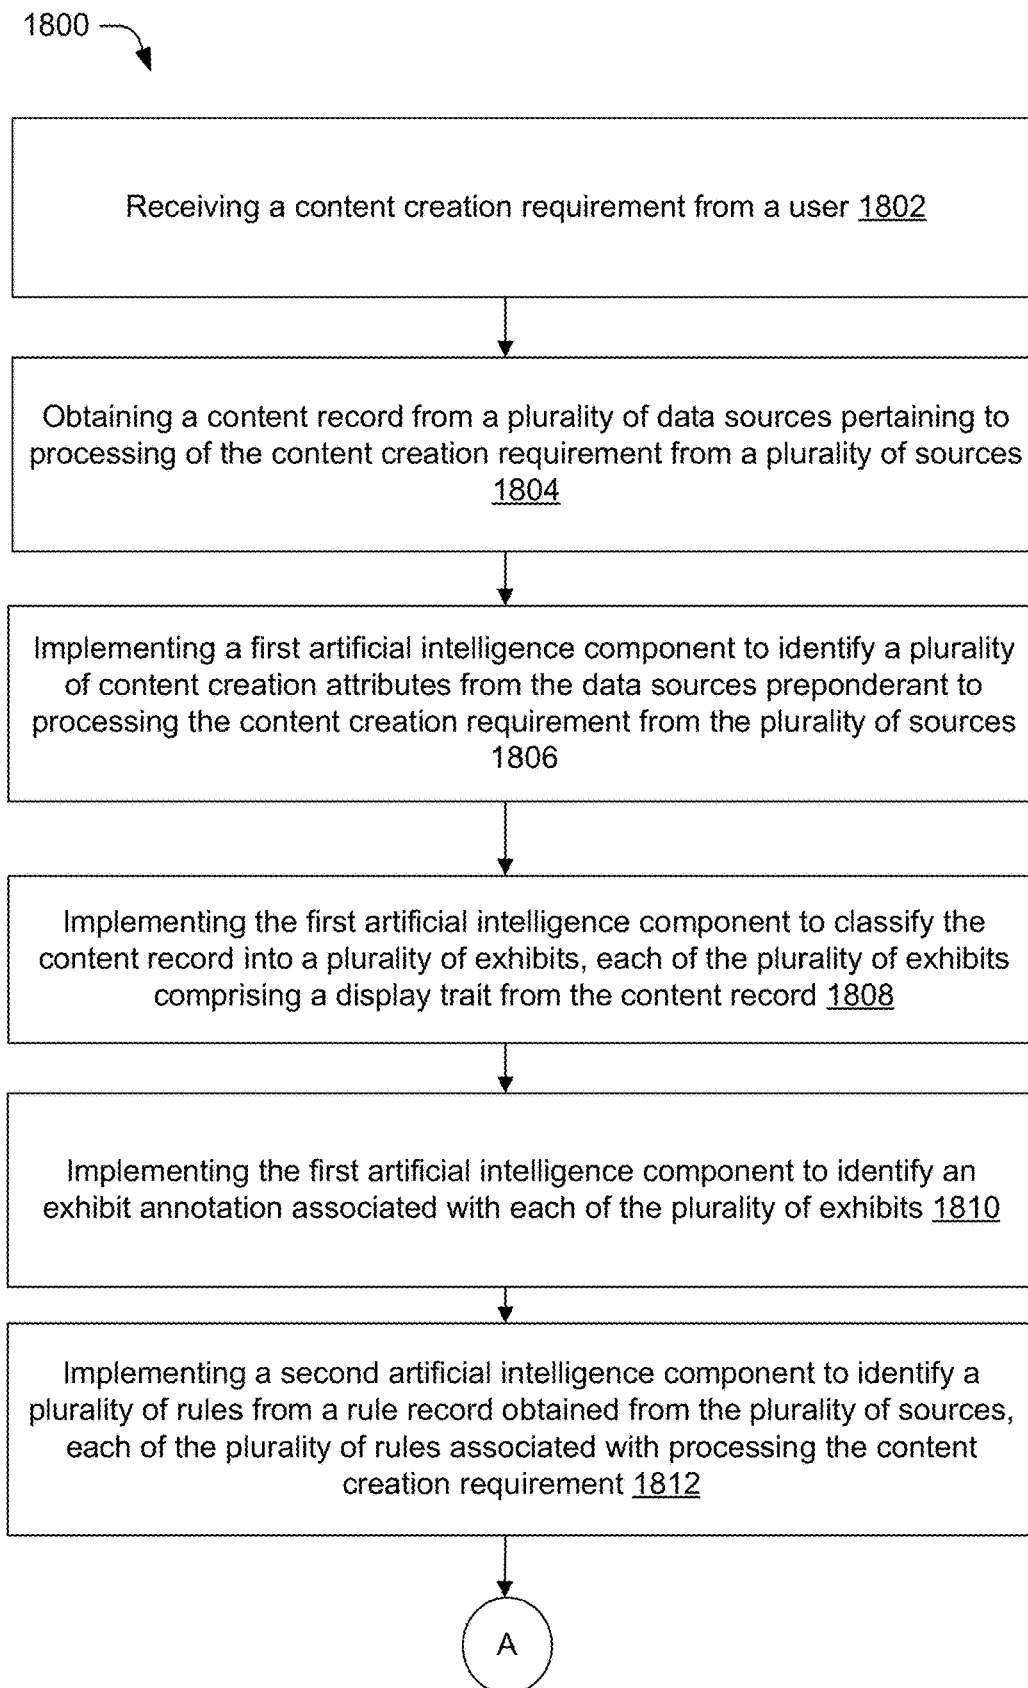 1800
Receiving a content creation requirement from a user 1802
Obtaining a content record from a plurality of data sources pertaining to
processing of the content creation requirement from a plurality of sources
1804
Implementing a first artificial intelligence component to identify a plurality
of content creation attributes from the data sources preponderant to
processing the content creation requirement from the plurality of sources
1806
Implementing the first artificial intelligence component to classify the
content record into a plurality of exhibits, each of the plurality of exhibits
comprising a display trait from the content record 1808
Implementing the first artificial intelligence component to identify an
exhibit annotation associated with each of the plurality of exhibits 1810
Implementing a second artificial intelligence component to identify a
plurality of rules from a rule record obtained from the plurality of sources,
each of the plurality of rules associated with processing the content
creation requirement 1812
A